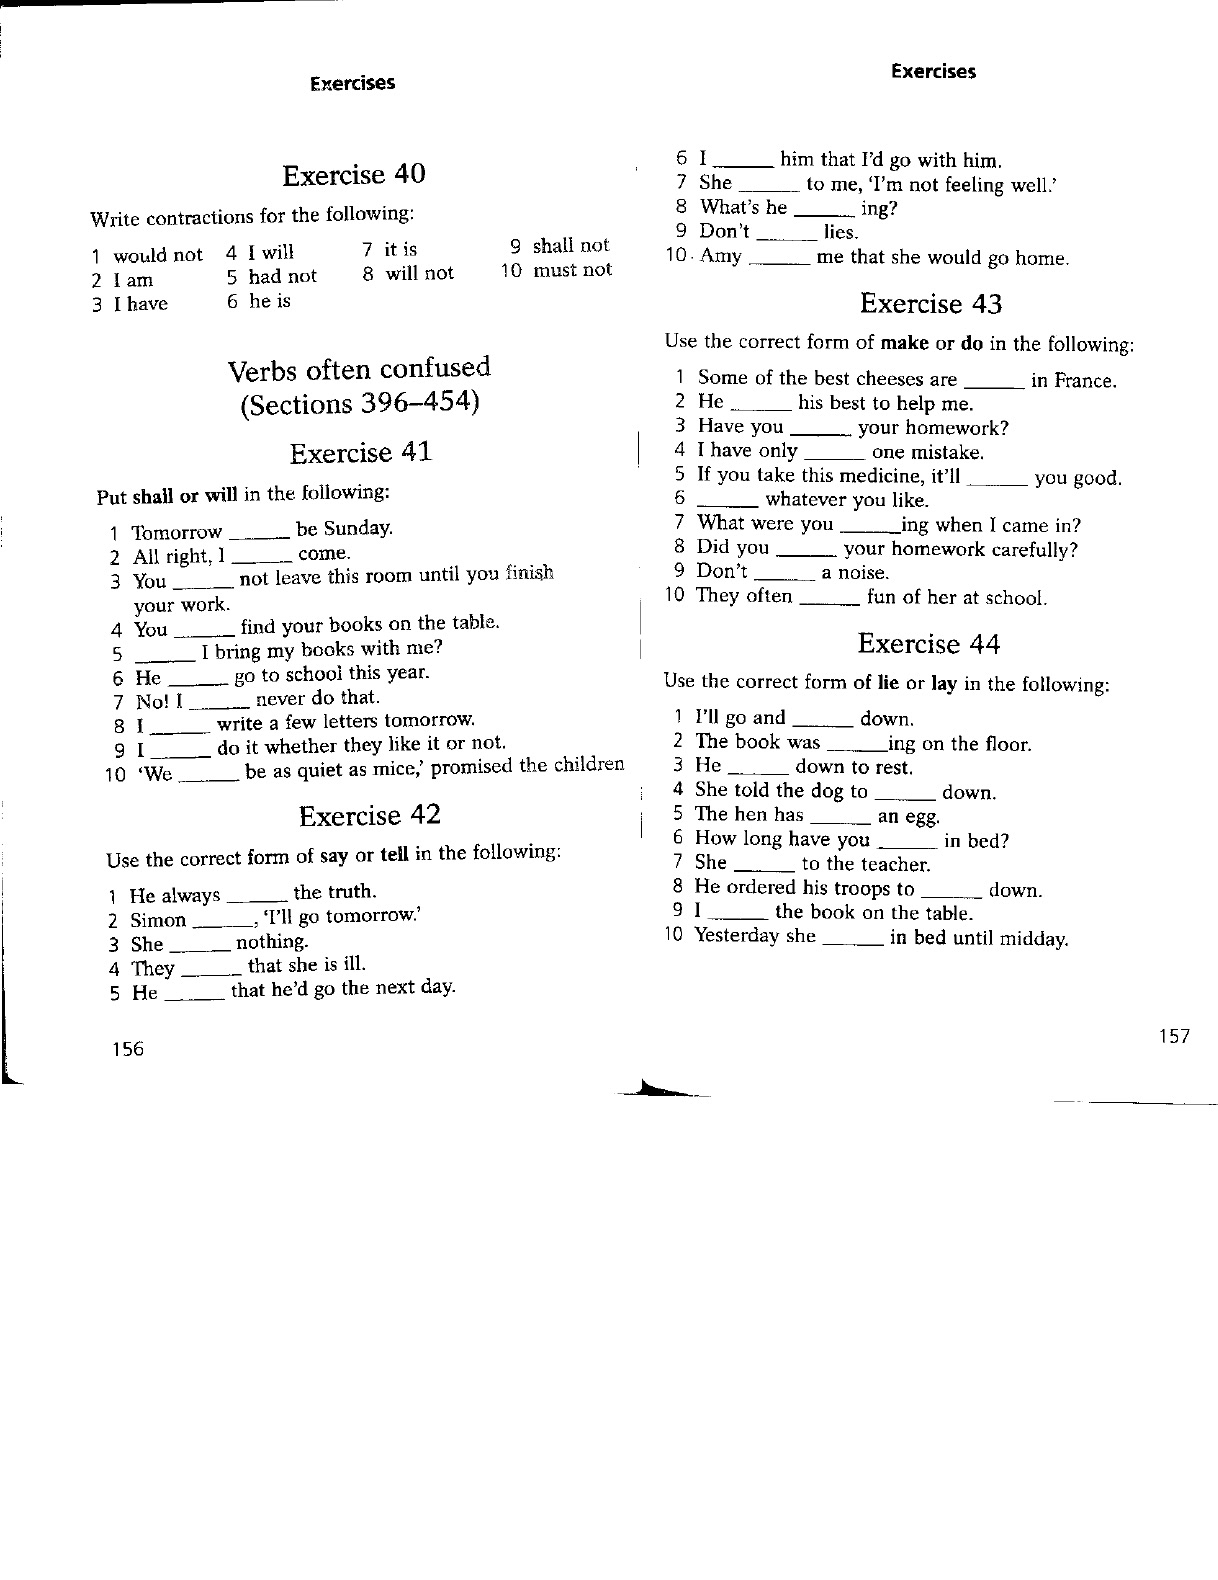 Exercises
Exercise 40
Write contractions for the following:
1 would not 4 I will 7 it is 9 shall not
2 I am 5 had not 8 will not 10 must not
3 I have 6 he is
Verbs often confused
(Sections 396–454)
Exercise 41
Put shall or will in the following:
1 Tomorrow ______ be Sunday.
2 All right, I ______ come.
3 You ______ not leave this room until you finish
your work.
4 You ______ find your books on the table.
5 ______ I bring my books with me?
6 He ______ go to school this year.
7 No! I ______ never do that.
8 I ______ write a few letters tomorrow.
9 I ______ do it whether they like it or not.
10 ‘We ______ be as quiet as mice,’ promised the children
Exercise 42
Use the correct form of say or tell in the following:
1 He always ______ the truth.
2 Simon ______, ‘I’ll go tomorrow.’
3 She ______ nothing.
4 They ______ that she is ill.
5 He ______ that he’d go the next day.
156
Exercises
6 I ______ him that I’d go with him.
7 She ______ to me, ‘I’m not feeling well.’
8 What’s he ______ ing?
9 Don’t ______ lies.
10 Amy ______ me that she would go home.
Exercise 43
Use the correct form of make or do in the following:
1 Some of the best cheeses are ______ in France.
2 He ______ his best to help me.
3 Have you ______ your homework?
4 I have only ______ one mistake.
5 If you take this medicine, it’ll ______ you good.
6 ______ whatever you like.
7 What were you ______ing when I came in?
8 Did you ______ your homework carefully?
9 Don’t ______ a noise.
10 They often ______ fun of her at school.
Exercise 44
Use the correct form of lie or lay in the following:
1 I’ll go and ______ down.
2 The book was ______ing on the floor.
3 He ______ down to rest.
4 She told the dog to ______ down.
5 The hen has ______ an egg.
6 How long have you ______ in bed?
7 She ______ to the teacher.
8 He ordered his troops to ______ down.
9 I ______ the book on the table.
10 Yesterday she ______ in bed until midday.
157